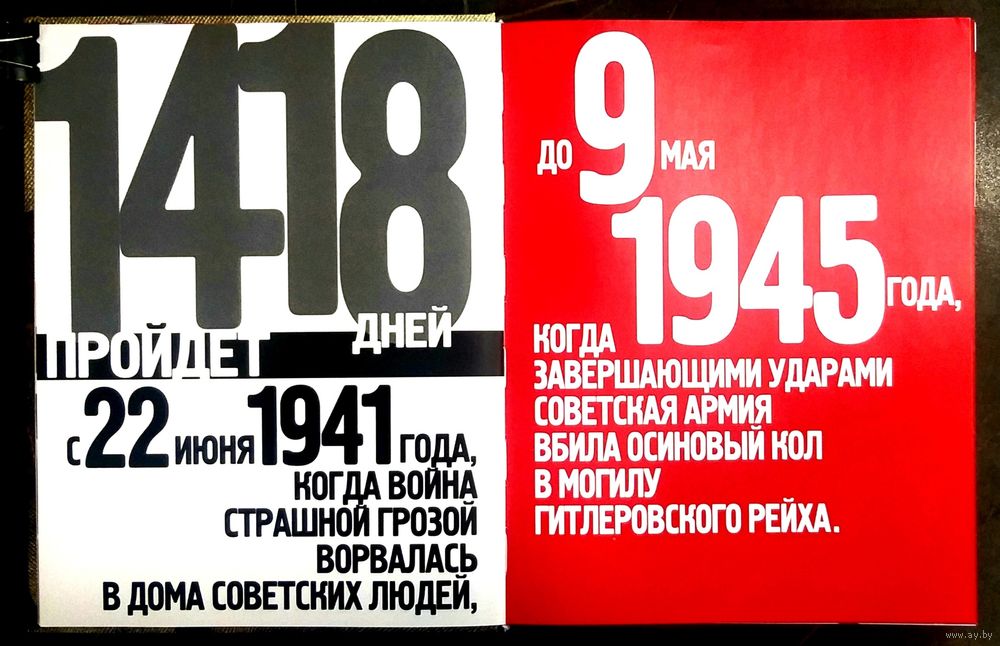 1418
ДНЕЙ
ПРОЙДЕТ
С 22 ИЮНЯ 1941 ГОДА,
КОГДА ВОЙНА
СТРАШНОЙ ГРОЗОЙ
ВОРВАЛАСЬ
В ДОМА СОВЕТСКИХ ЛЮДЕЙ,
ДО 9 МАЯ
1945 ГОДА,
КОГДА
ЗАВЕРШАЮЩИМИ УДАРАМИ
СОВЕТСКАЯ АРМИЯ
ВБИЛА ОСИНОВЫЙ КОЛ
В МОГИЛУ
ГИТЛЕРОВСКОГО РЕЙХА.
www.ay.by